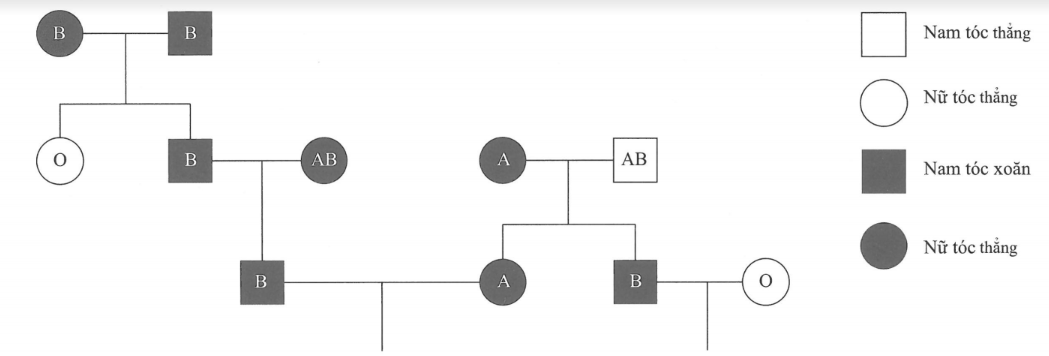 B B
Nam tóc thẳng
Nữ tóc thẳng
O B AB A AB
Nam tóc xoăn
Nữ tóc thẳng
B A B O